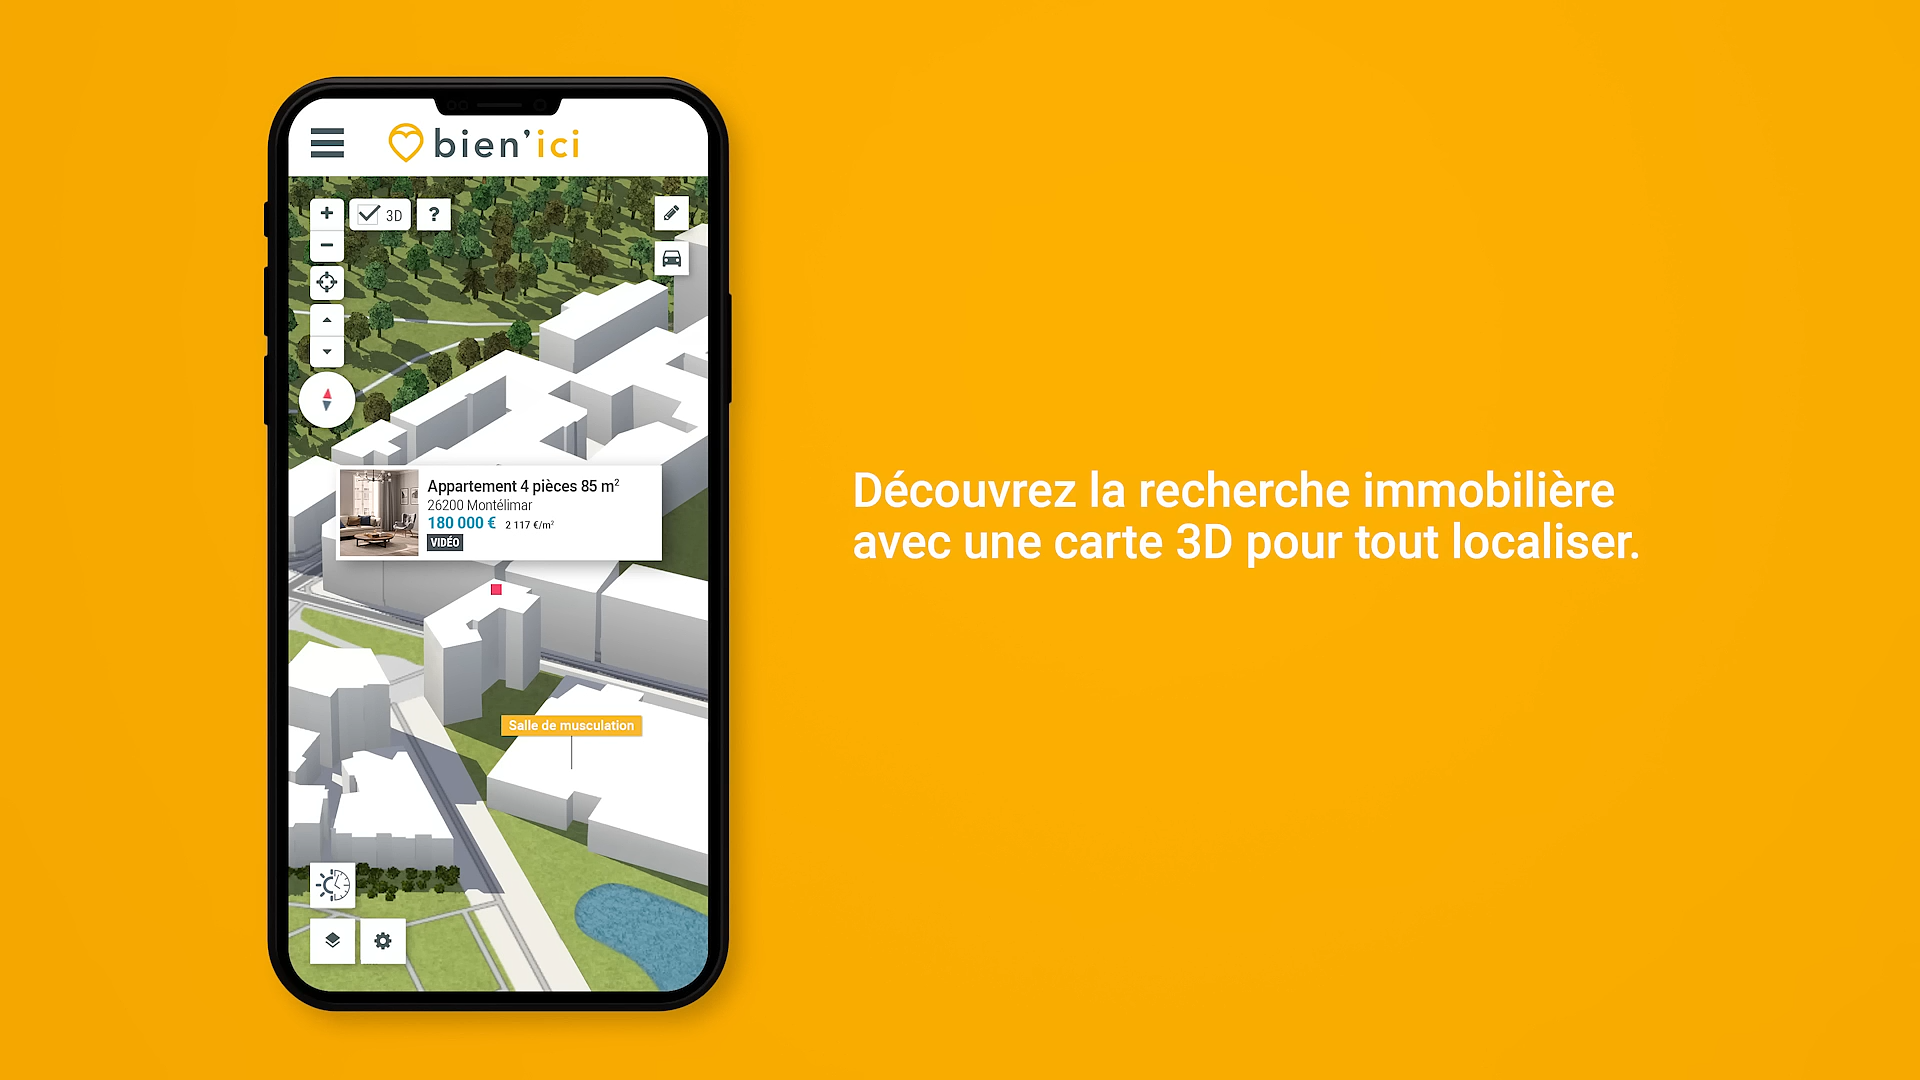 bien'ici
+
3D
?
−
Appartement 4 pièces 85 m²
26200 Montélimar
180 000 € 2 117 €/m²
VIDÉO
Salle de musculation
Découvrez la recherche immobilière
avec une carte 3D pour tout localiser.